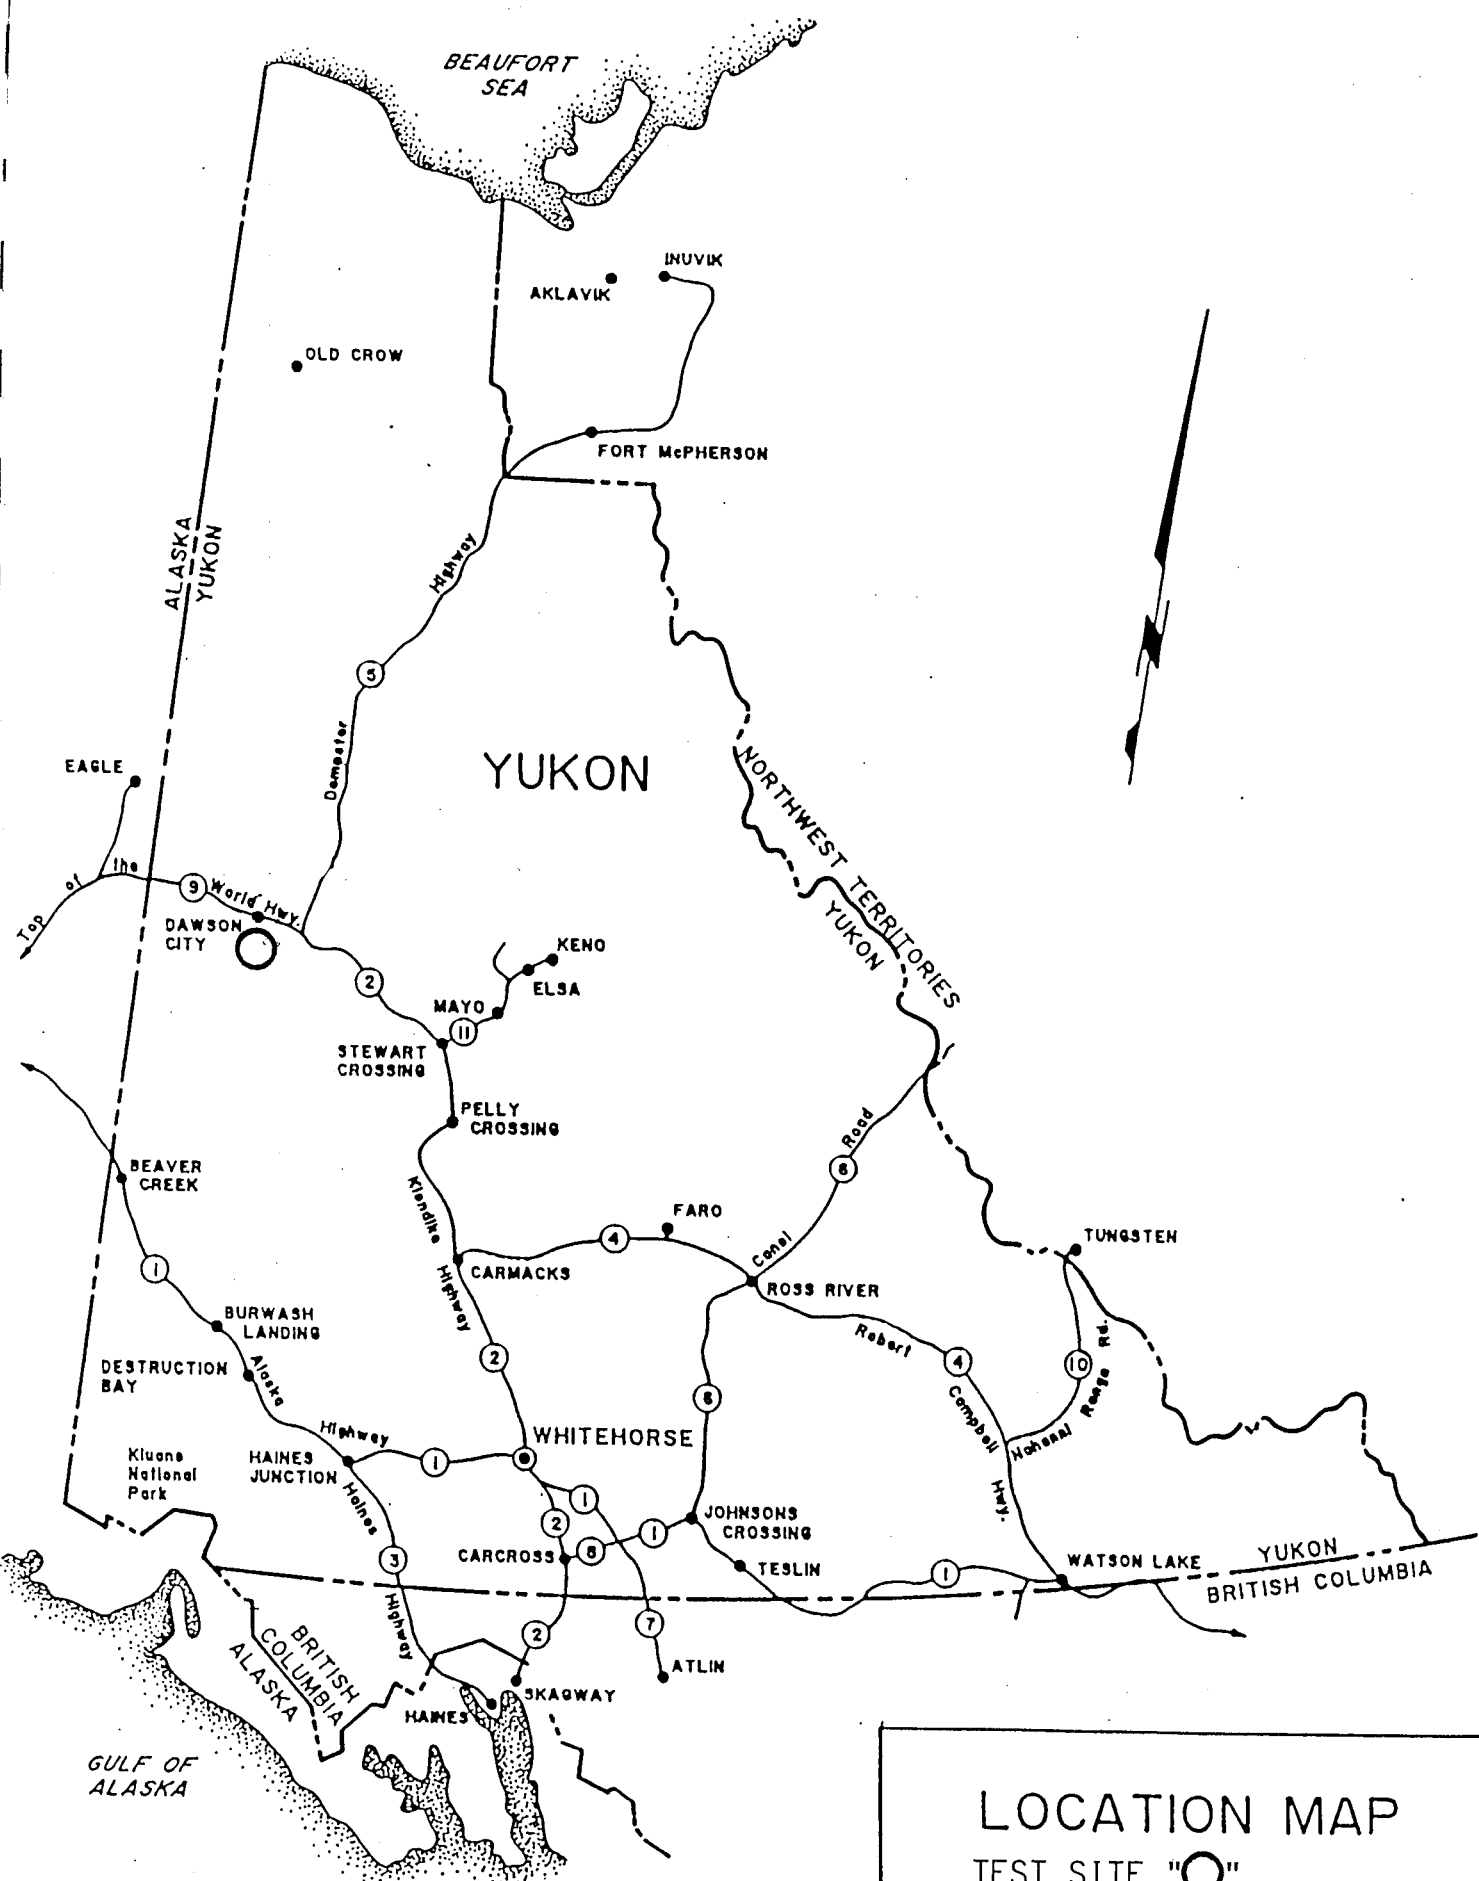 BEAUFORT
SEA
INUVIK
AKLAVIK
OLD CROW
FORT McPHERSON
ALASKA
YUKON
Highway
5
Dempster
YUKON
EAGLE
NORTHWEST TERRITORIES
YUKON
Top of the World Hwy.
9
DAWSON
CITY
2
KENO
ELSA
MAYO
11
STEWART
CROSSING
PELLY
CROSSING
Road
6
BEAVER
CREEK
Klondike
FARO
4
Canol
TUNGSTEN
1
CARMACKS
ROSS RIVER
Highway
BURWASH
LANDING
Robert
4
10
Rd.
2
DESTRUCTION
BAY
Alaska
Range
6
Campbell
Highway
WHITEHORSE
Nahanni
Kluane
National
Park
HAINES
JUNCTION
1
Haines
1
Hwy.
2
JOHNSONS
CROSSING
1
CARCROSS
8
3
TESLIN
1
WATSON LAKE
YUKON
BRITISH COLUMBIA
Highway
7
2
BRITISH
COLUMBIA
ALASKA
ATLIN
SKAGWAY
HAINES
GULF OF
ALASKA
LOCATION MAP
TEST SITE "O"